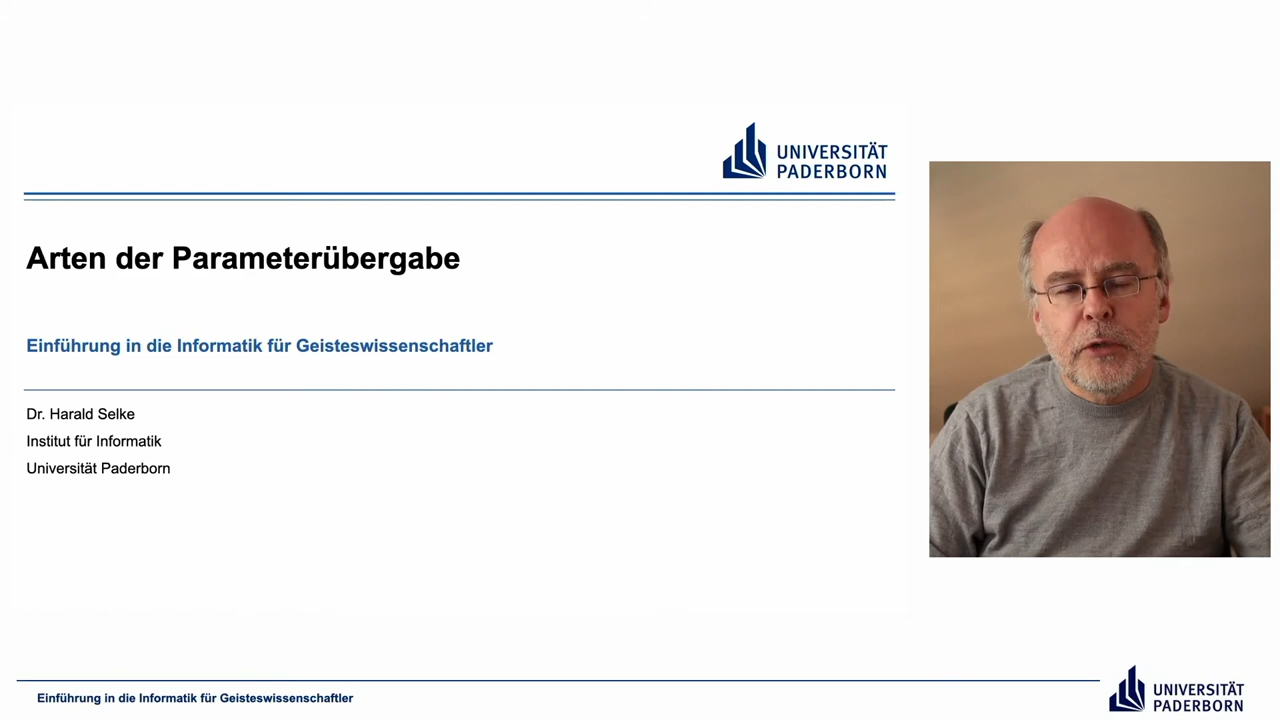 UNIVERSITÄT
PADERBORN
Arten der Parameterübergabe
Einführung in die Informatik für Geisteswissenschaftler
Dr. Harald Selke
Institut für Informatik
Universität Paderborn
Einführung in die Informatik für Geisteswissenschaftler
UNIVERSITÄT
PADERBORN